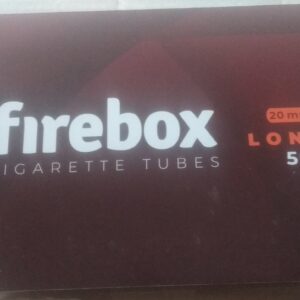 firebox
IGARETTE TUBES
20 m
LON
5